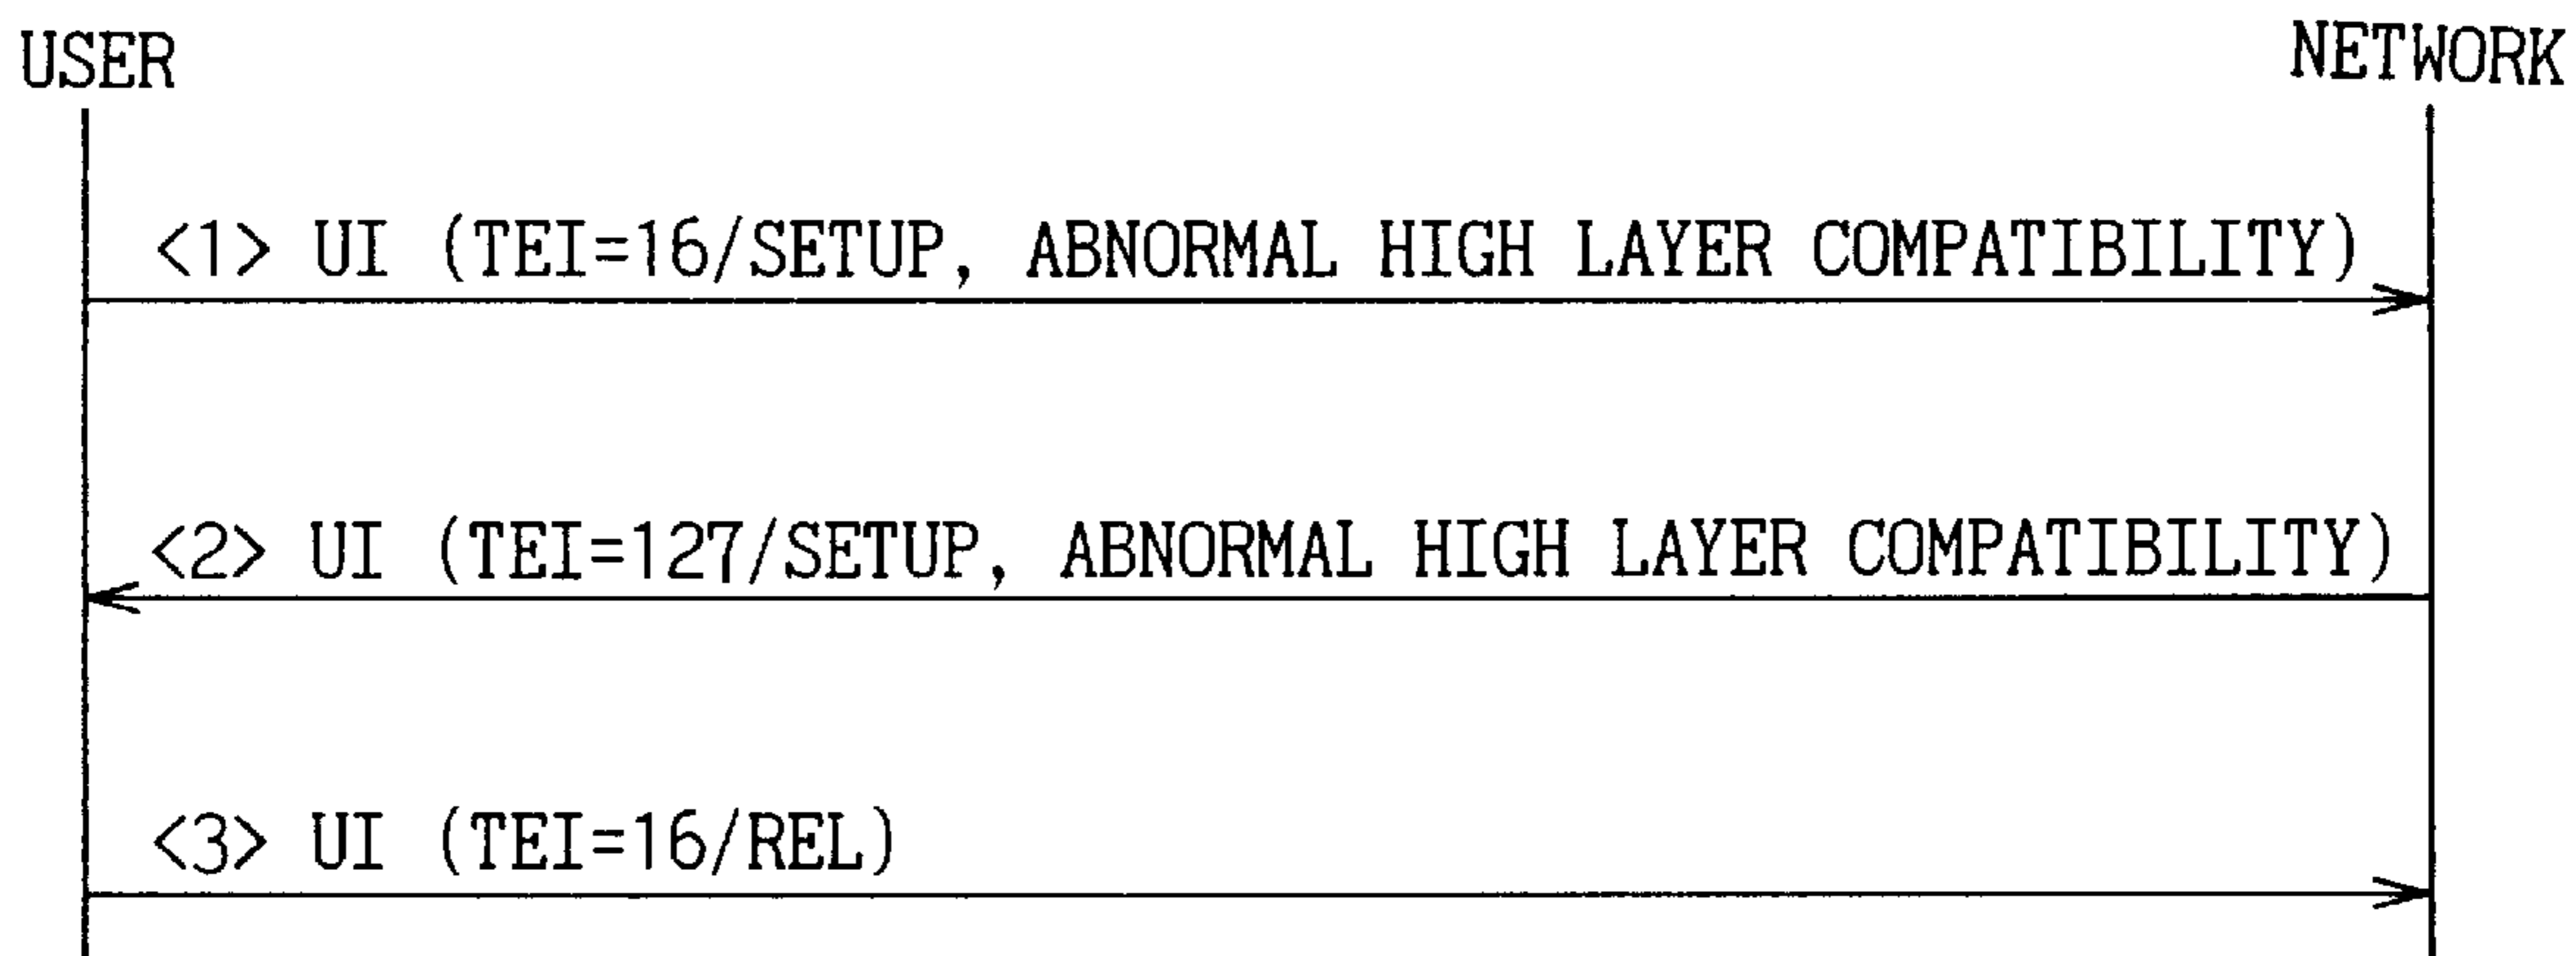 USER NETWORK
<1> UI (TEI=16/SETUP, ABNORMAL HIGH LAYER COMPATIBILITY)
<2> UI (TEI=127/SETUP, ABNORMAL HIGH LAYER COMPATIBILITY)
<3> UI (TEI=16/REL)